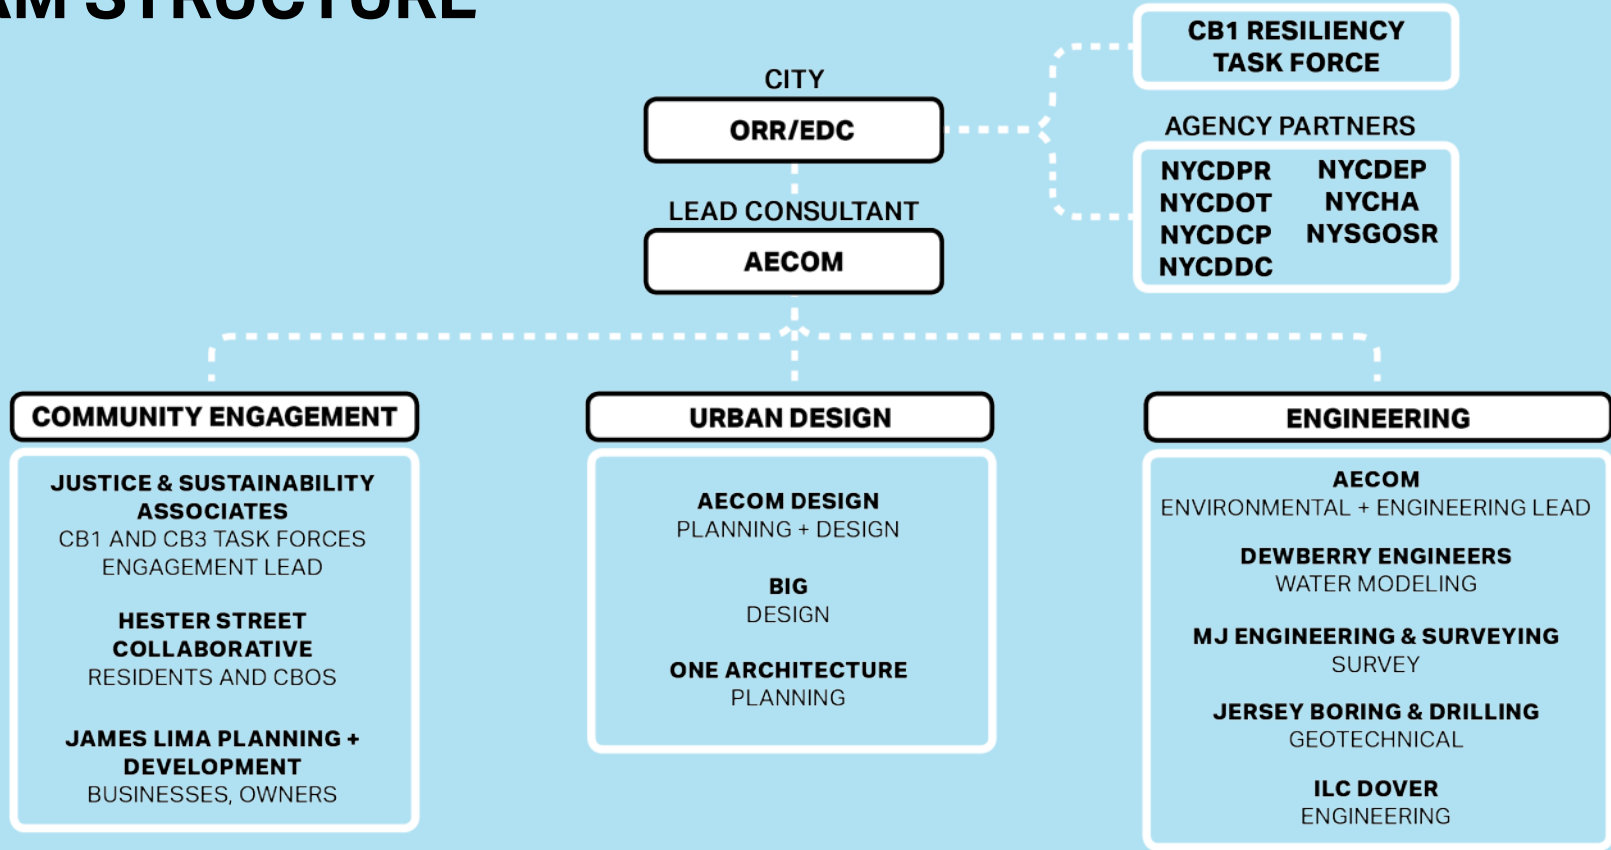 STRUCTURE
CB1 RESILIENCY
TASK FORCE
CITY
ORR/EDC
AGENCY PARTNERS
NYCDPR NYCDEP
NYCDOT NYCHA
NYCDCP NYSGOSR
NYCDDC
LEAD CONSULTANT
AECOM
COMMUNITY ENGAGEMENT
JUSTICE & SUSTAINABILITY
ASSOCIATES
CB1 AND CB3 TASK FORCES
ENGAGEMENT LEAD
HESTER STREET
COLLABORATIVE
RESIDENTS AND CBOS
JAMES LIMA PLANNING +
DEVELOPMENT
BUSINESSES, OWNERS
URBAN DESIGN
AECOM DESIGN
PLANNING + DESIGN
BIG
DESIGN
ONE ARCHITECTURE
PLANNING
ENGINEERING
AECOM
ENVIRONMENTAL + ENGINEERING LEAD
DEWBERRY ENGINEERS
WATER MODELING
MJ ENGINEERING & SURVEYING
SURVEY
JERSEY BORING & DRILLING
GEOTECHNICAL
ILC DOVER
ENGINEERING